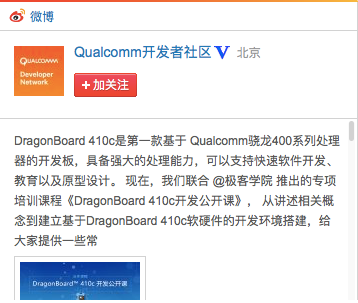 微博
Qualcomm开发者社区 V 北京
QUALCOMM
Developer
Network
+加关注
DragonBoard 410c是第一款基于 Qualcomm骁龙400系列处理
器的开发板，具备强大的处理能力，可以支持快速软件开发、
教育以及原型设计。 现在，我们联合 @极客学院 推出的专项
培训课程《DragonBoard 410c开发公开课》， 从讲述相关概
念到建立基于DragonBoard 410c软硬件的开发环境搭建，给
大家提供一些常
DragonBoard™ 410c 开发公开课